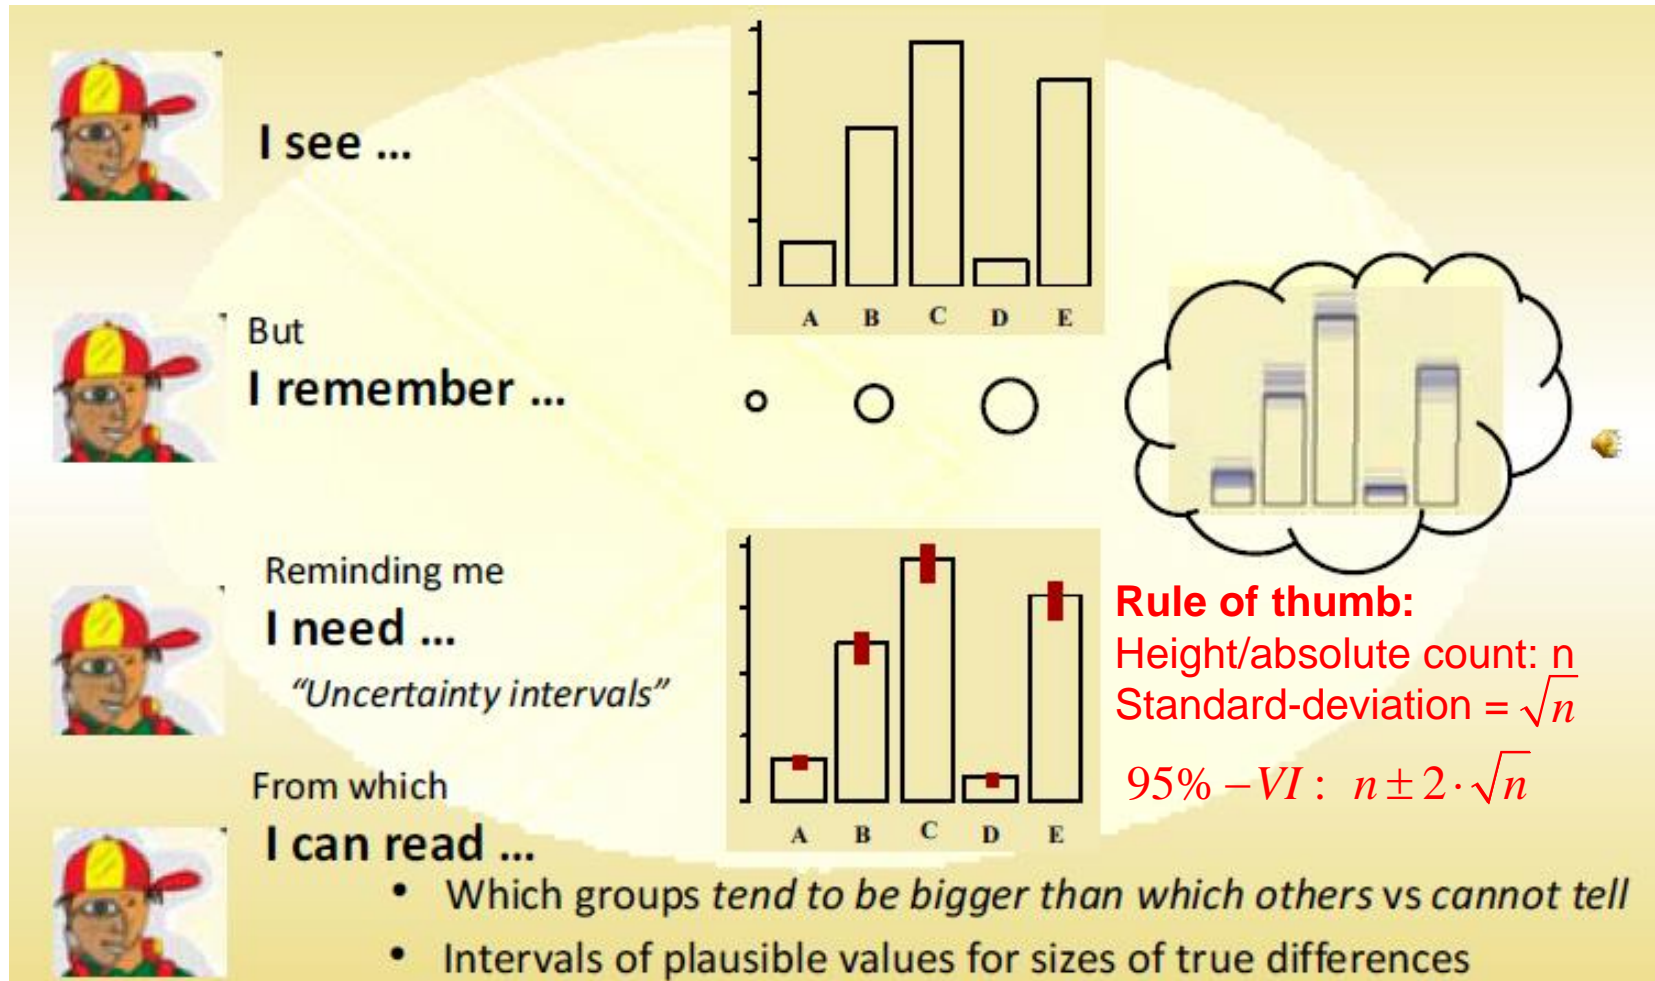 I see ...
A B C D E
But
I remember ...
Reminding me
I need ...
“Uncertainty intervals”
A B C D E
Rule of thumb:
Height/absolute count: n
Standard-deviation = √n
95% – VI : n ± 2 · √n
From which
I can read ...
• Which groups tend to be bigger than which others vs cannot tell
• Intervals of plausible values for sizes of true differences